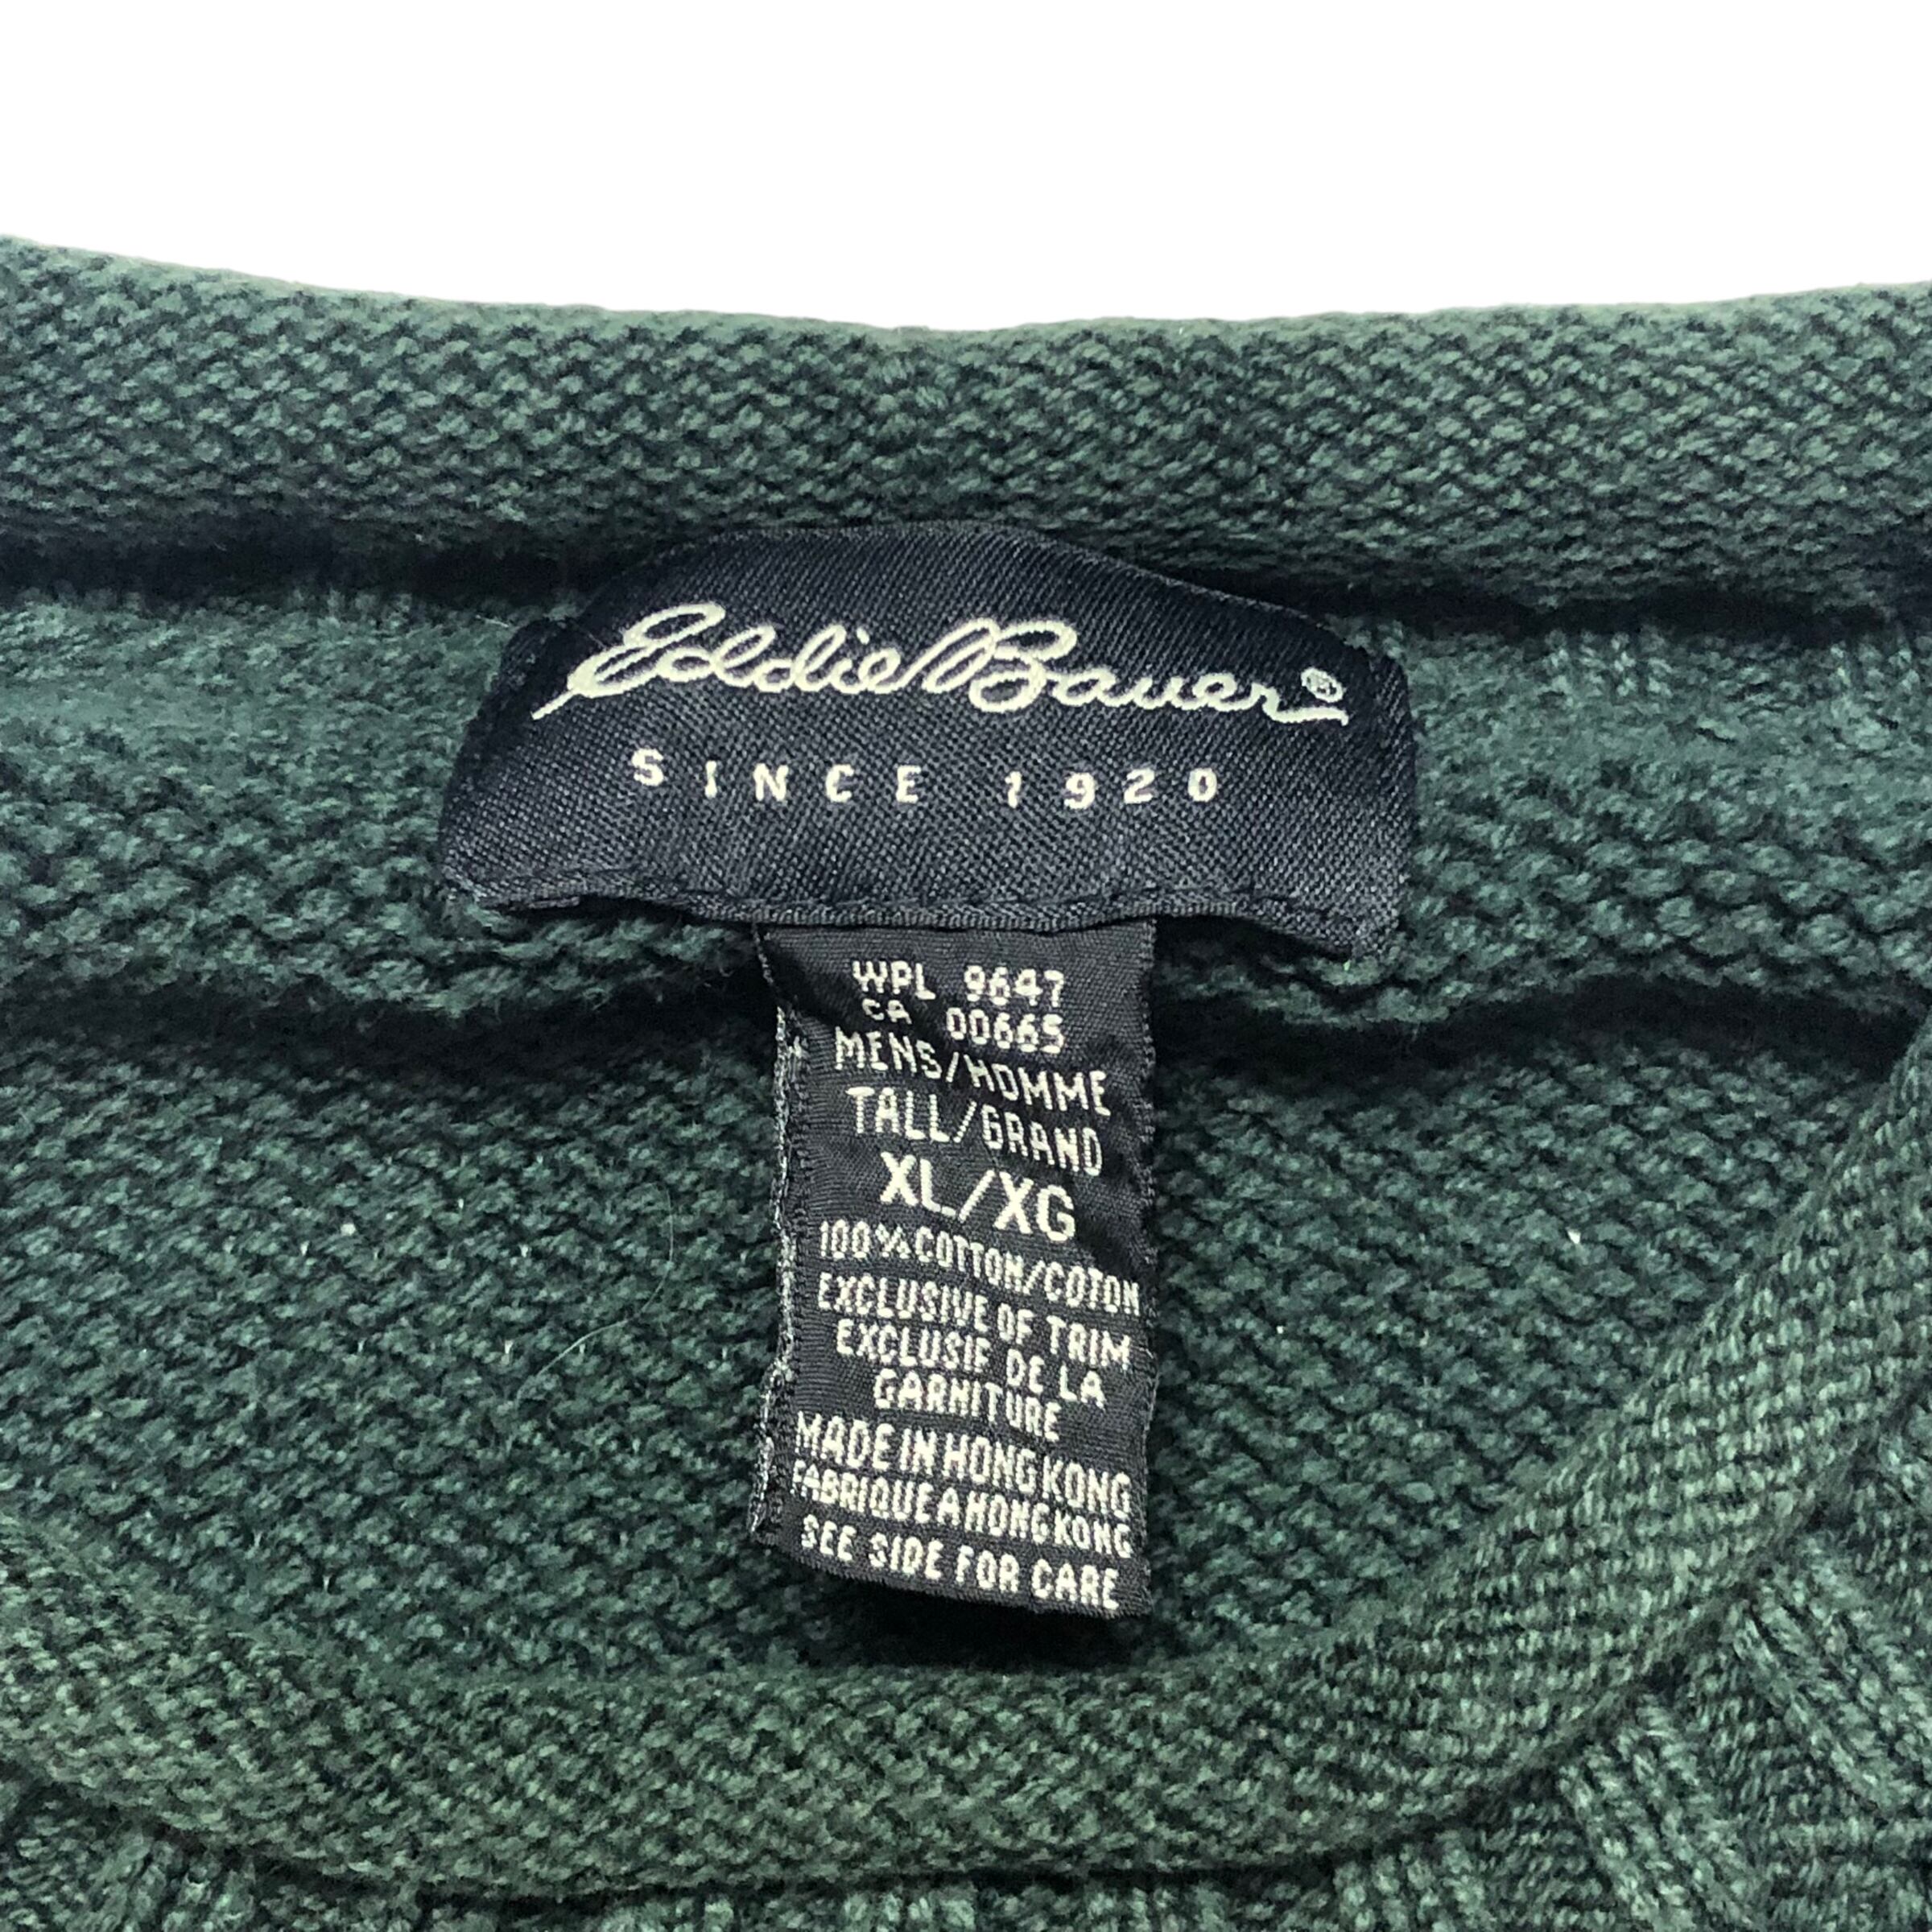 Eddie Bauer®
SINCE 1920
WPL 9647
CA 00665
MENS/HOMME
TALL/GRAND
XL/XG
100% COTTON/COTON
EXCLUSIVE OF TRIM
EXCLUSIF DE LA
GARNITURE
MADE IN HONG KONG
FABRIQUE A HONG KONG
SEE SIDE FOR CARE